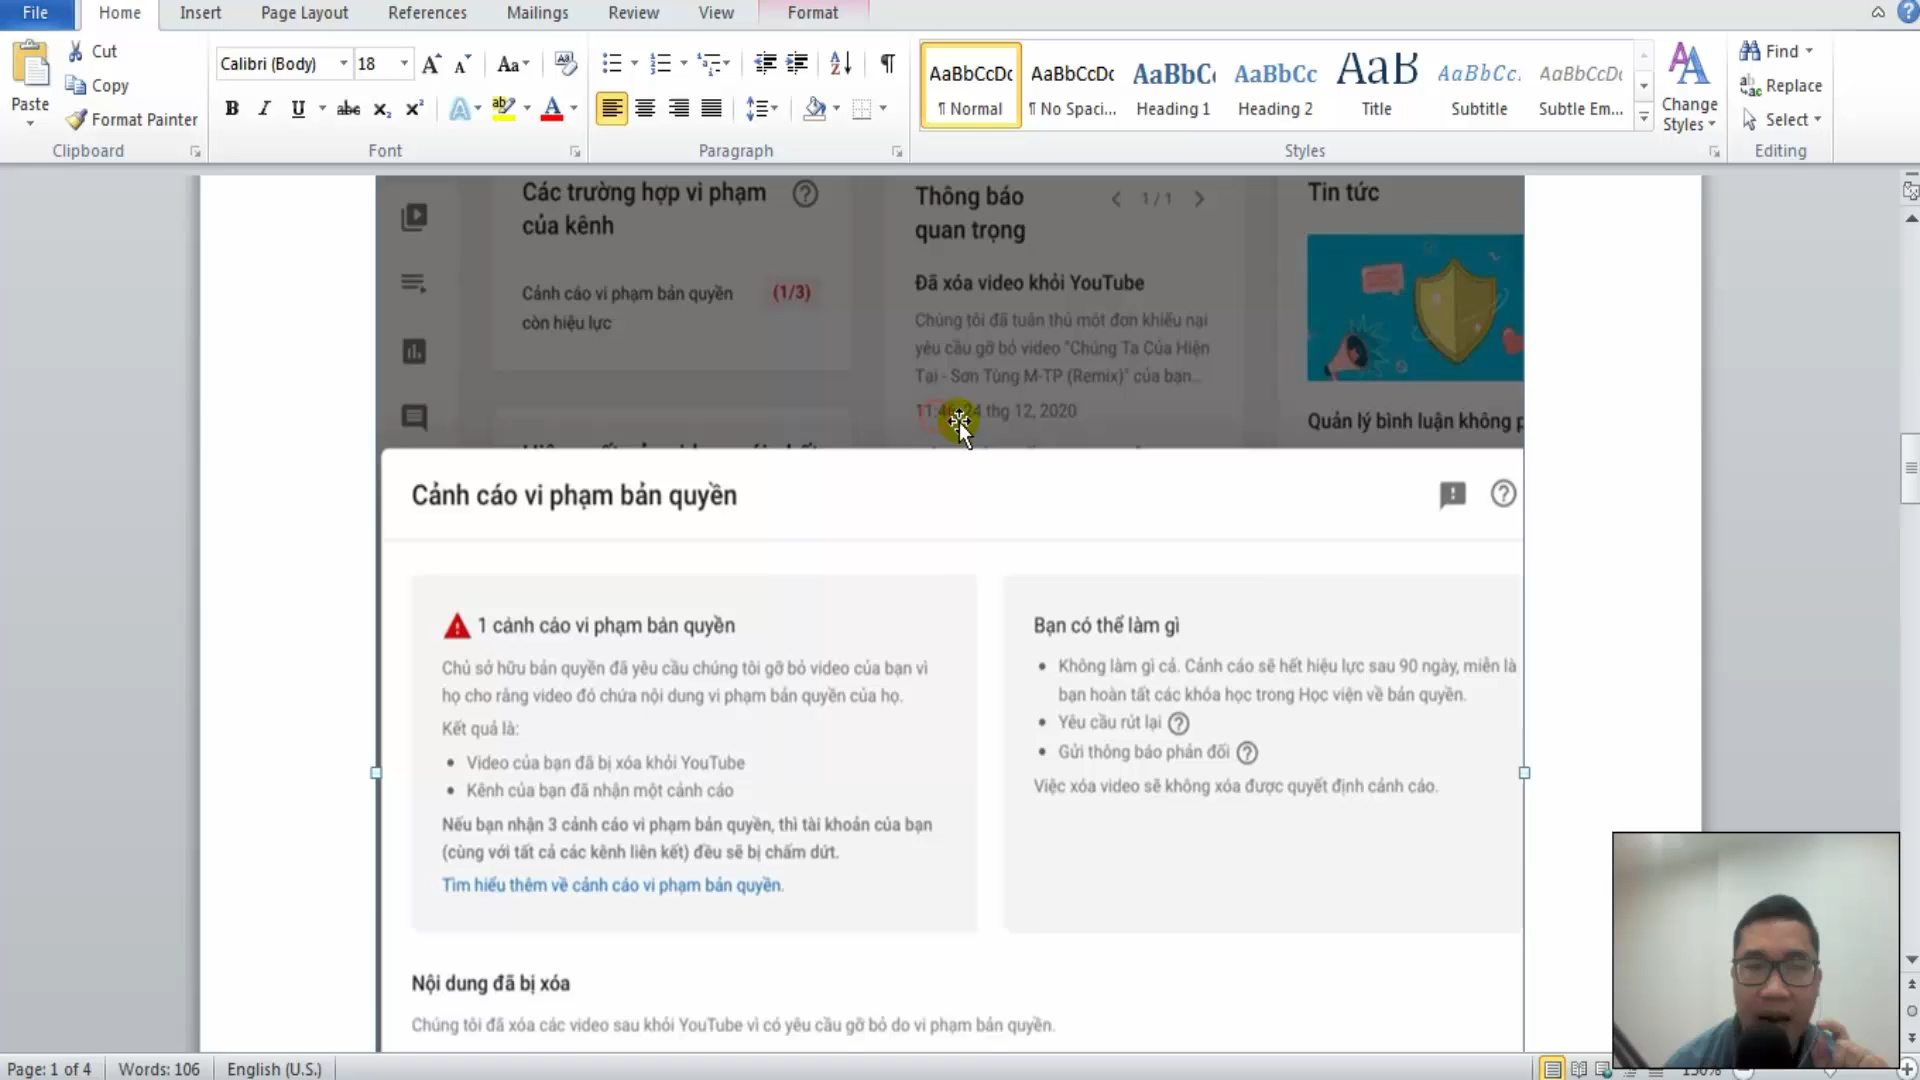 File Home Insert Page Layout References Mailings Review View Format
Cut
Copy
Format Painter
Paste
Clipboard
Calibri (Body) 18
Font
Paragraph
AaBbCcDc AaBbCcDc AaBbC AaBbCc AaB AaBbCc. AaBbCcDc
¶ Normal ¶ No Spaci... Heading 1 Heading 2 Title Subtitle Subtle Em...
Styles
Change
Styles
Find
Replace
Select
Editing
Các trường hợp vi phạm
của kênh
Cảnh cáo vi phạm bản quyền (1/3)
còn hiệu lực
Thông báo
quan trọng
1 / 1
Đã xóa video khỏi YouTube
Chúng tôi đã tuân thủ một đơn khiếu nại
yêu cầu gỡ bỏ video "Chúng Ta Của Hiện
Tại - Sơn Tùng M-TP (Remix)" của bạn...
thg 12, 2020
Tin tức
Quản lý bình luận không
Cảnh cáo vi phạm bản quyền
1 cảnh cáo vi phạm bản quyền
Chủ sở hữu bản quyền đã yêu cầu chúng tôi gỡ bỏ video của bạn vì
họ cho rằng video đó chứa nội dung vi phạm bản quyền của họ.
Kết quả là:
• Video của bạn đã bị xóa khỏi YouTube
• Kênh của bạn đã nhận một cảnh cáo
Nếu bạn nhận 3 cảnh cáo vi phạm bản quyền, thì tài khoản của bạn
(cùng với tất cả các kênh liên kết) đều sẽ bị chấm dứt.
Tìm hiểu thêm về cảnh cáo vi phạm bản quyền.
Bạn có thể làm gì
• Không làm gì cả. Cảnh cáo sẽ hết hiệu lực sau 90 ngày, miễn là
bạn hoàn tất các khóa học trong Học viện về bản quyền.
• Yêu cầu rút lại
• Gửi thông báo phản đối
Việc xóa video sẽ không xóa được quyết định cảnh cáo.
Nội dung đã bị xóa
Chúng tôi đã xóa các video sau khỏi YouTube vì có yêu cầu gỡ bỏ do vi phạm bản quyền.
Page: 1 of 4 Words: 106 English (U.S.) 150%